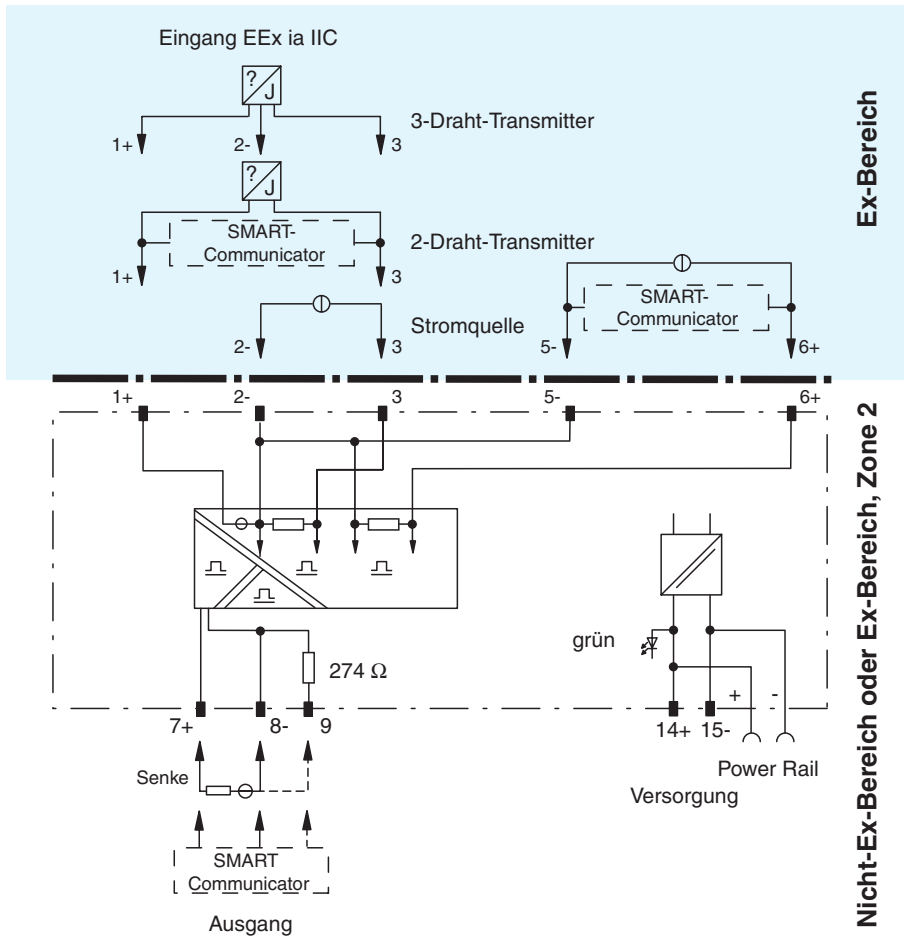 Eingang EEx ia IIC
?
J
3-Draht-Transmitter
1+ 2- 3
?
J
SMART-
Communicator
2-Draht-Transmitter
1+ 3
SMART-
Communicator
Stromquelle
2- 3 5- 6+
Ex-Bereich
1+ 2- 3 5- 6+
grün
274 Ω
+ -
7+ 8- 9 14+ 15-
Senke
Power Rail
Versorgung
SMART
Communicator
Ausgang
Nicht-Ex-Bereich oder Ex-Bereich, Zone 2